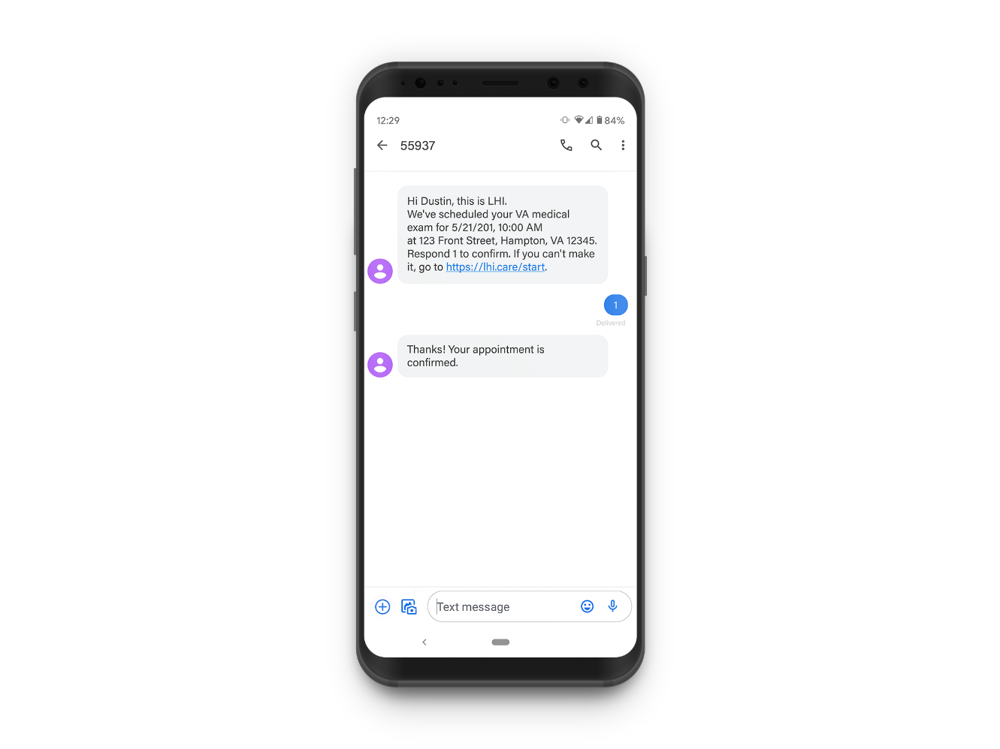 12:29 84%
55937
Hi Dustin, this is LHI.
We've scheduled your VA medical
exam for 5/21/201, 10:00 AM
at 123 Front Street, Hampton, VA 12345.
Respond 1 to confirm. If you can't make
it, go to https://lhi.care/start.
1
Delivered
Thanks! Your appointment is
confirmed.
Text message